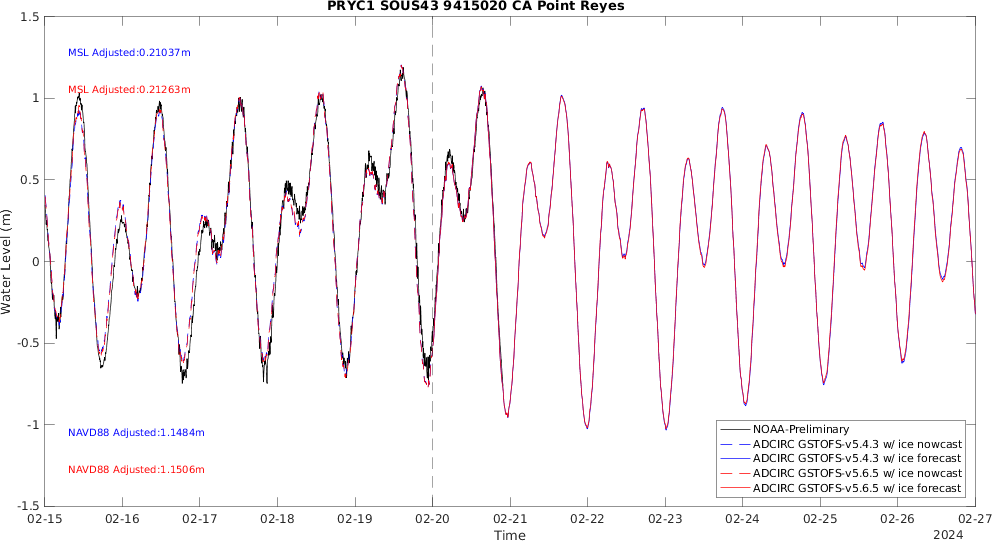 PRYC1 SOUS43 9415020 CA Point Reyes
1.5
MSL Adjusted:0.21037m
MSL Adjusted:0.21263m
1
0.5
Water Level (m)
0
-0.5
-1
NAVD88 Adjusted:1.1484m
NAVD88 Adjusted:1.1506m
-1.5
NOAA-Preliminary
ADCIRC GSTOFS-v5.4.3 w/ ice nowcast
ADCIRC GSTOFS-v5.4.3 w/ ice forecast
ADCIRC GSTOFS-v5.6.5 w/ ice nowcast
ADCIRC GSTOFS-v5.6.5 w/ ice forecast
02-15 02-16 02-17 02-18 02-19 02-20 02-21 02-22 02-23 02-24 02-25 02-26 02-27
Time
2024